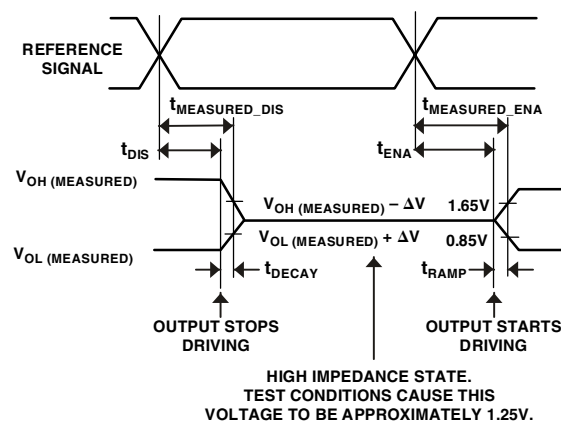 REFERENCE
SIGNAL
tMEASURED_DIS
tMEASURED_ENA
tDIS
tENA
VOH (MEASURED)
VOH (MEASURED) – ΔV
1.65V
VOL (MEASURED) + ΔV
0.85V
VOL (MEASURED)
tDECAY
tRAMP
OUTPUT STOPS
DRIVING
OUTPUT STARTS
DRIVING
HIGH IMPEDANCE STATE.
TEST CONDITIONS CAUSE THIS
VOLTAGE TO BE APPROXIMATELY 1.25V.